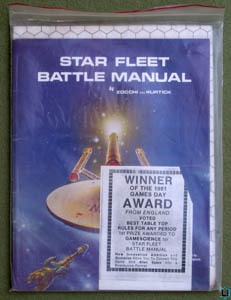 STAR FLEET
BATTLE MANUAL
by ZOCCHI and KURTICK
WINNER
OF THE 1981
GAMES DAY
AWARD
FROM ENGLAND
VOTED
BEST TABLE TOP
RULES FOR ANY PERIOD
1st PRIZE AWARDED TO
GAMESCIENCE for
STAR FLEET
BATTLE MANUAL